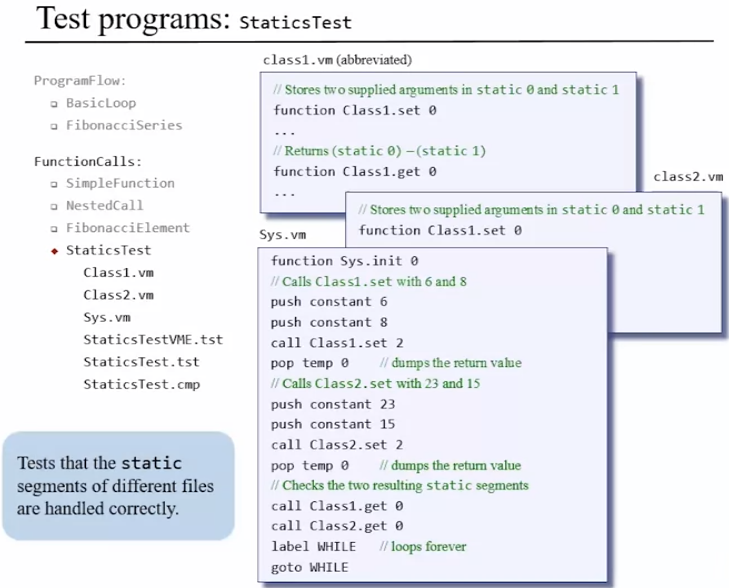 Test programs: StaticsTest
ProgramFlow:
BasicLoop
FibonacciSeries
FunctionCalls:
SimpleFunction
NestedCall
FibonacciElement
StaticsTest
Class1.vm
Class2.vm
Sys.vm
StaticsTestVME.tst
StaticsTest.tst
StaticsTest.cmp
Tests that the static
segments of different files
are handled correctly.
class1.vm (abbreviated)
// Stores two supplied arguments in static 0 and static 1
function Class1.set 0
...
// Returns (static 0) – (static 1)
function Class1.get 0
...
class2.vm
// Stores two supplied arguments in static 0 and static 1
function Class1.set 0
Sys.vm
function Sys.init 0
// Calls Class1.set with 6 and 8
push constant 6
push constant 8
call Class1.set 2
pop temp 0 // dumps the return value
// Calls Class2.set with 23 and 15
push constant 23
push constant 15
call Class2.set 2
pop temp 0 // dumps the return value
// Checks the two resulting static segments
call Class1.get 0
call Class2.get 0
label WHILE // loops forever
goto WHILE